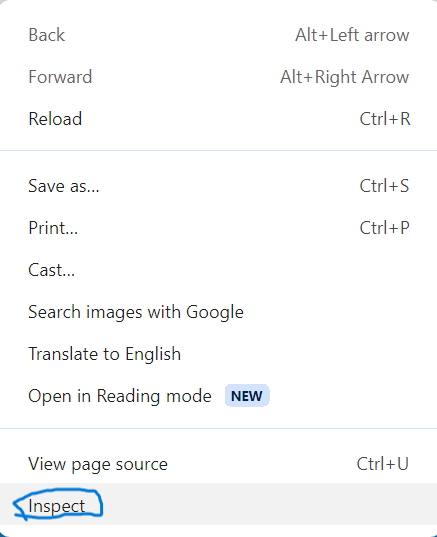 Back Alt+Left arrow
Forward Alt+Right Arrow
Reload Ctrl+R
Save as... Ctrl+S
Print... Ctrl+P
Cast...
Search images with Google
Translate to English
Open in Reading mode NEW
View page source Ctrl+U
Inspect